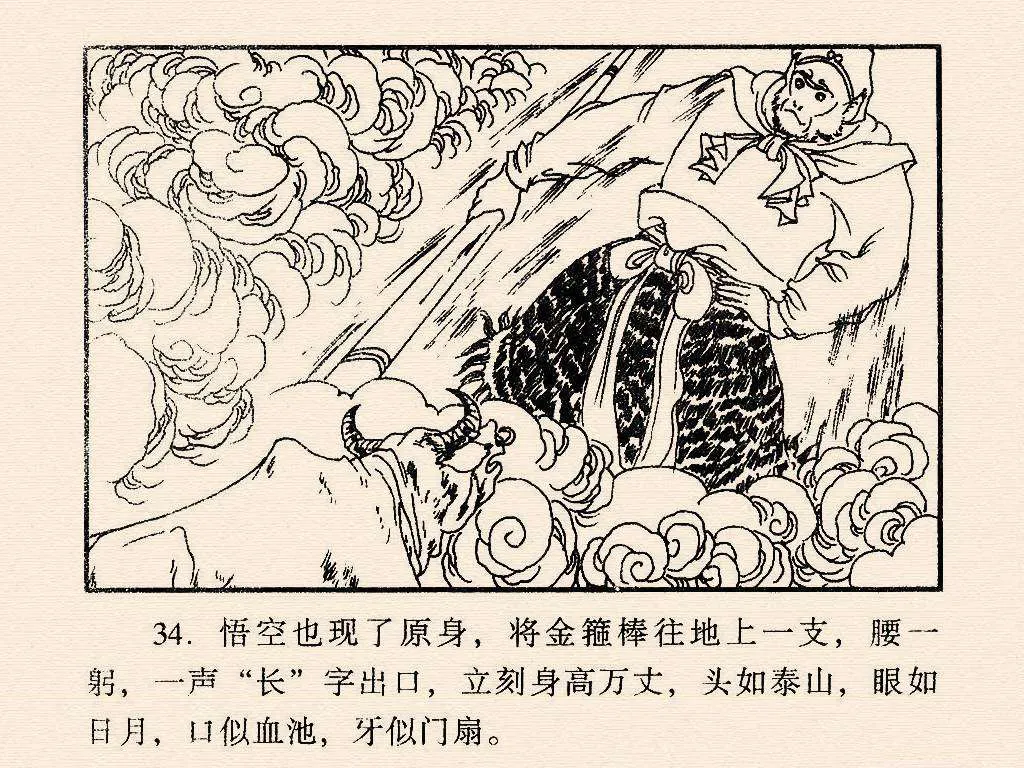 34. 悟空也现了原身，将金箍棒往地上一支，腰一
躬，一声“长”字出口，立刻身高万丈，头如泰山，眼如
日月，口似血池，牙似门扇。